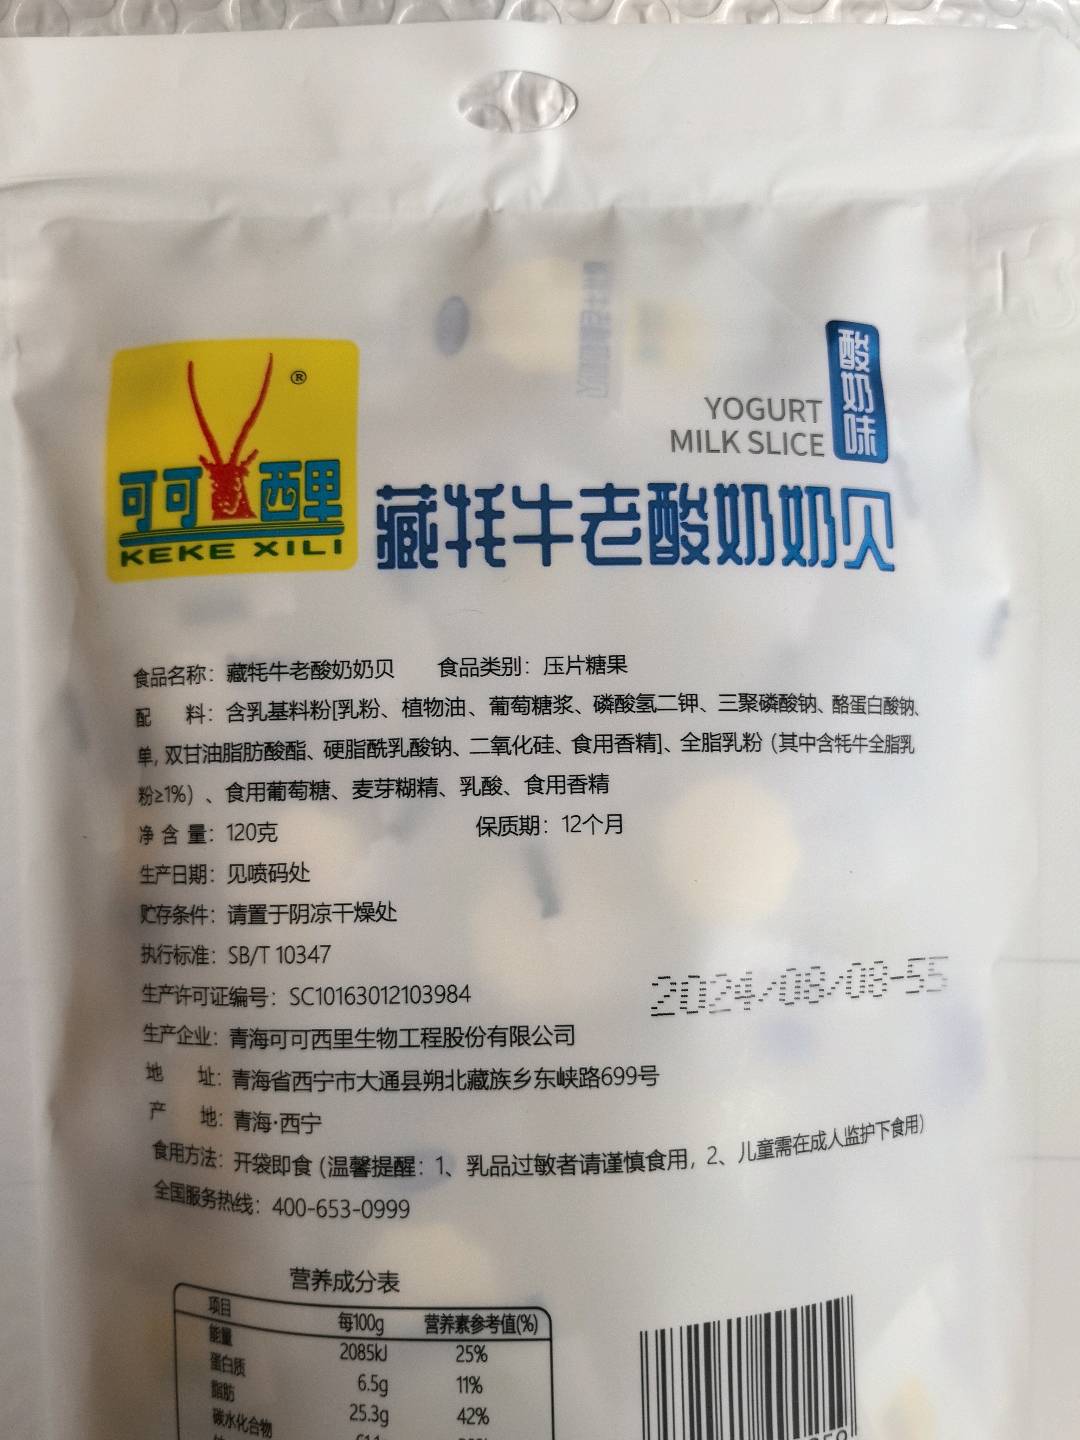 酸奶味
YOGURT
MILK SLICE
®
可可西里
KEKE XILI
藏牦牛老酸奶奶贝
食品名称：藏牦牛老酸奶奶贝 食品类别：压片糖果
配 料：含乳基料粉[乳粉、植物油、葡萄糖浆、磷酸氢二钾、三聚磷酸钠、酪蛋白酸钠、
单,双甘油脂肪酸酯、硬脂酰乳酸钠、二氧化硅、食用香精]、全脂乳粉（其中含牦牛全脂乳
粉≥1%）、食用葡萄糖、麦芽糊精、乳酸、食用香精
净 含 量：120克 保质期：12个月
生产日期：见喷码处
贮存条件：请置于阴凉干燥处
执行标准：SB/T 10347
生产许可证编号：SC10163012103984
2024/08/08-55
生产企业：青海可可西里生物工程股份有限公司
地 址：青海省西宁市大通县朔北藏族乡东峡路699号
产 地：青海·西宁
食用方法：开袋即食（温馨提醒：1、乳品过敏者请谨慎食用，2、儿童需在成人监护下食用）
全国服务热线：400-653-0999
营养成分表
项目 每100g 营养素参考值(%)
能量 2085kJ 25%
蛋白质 6.5g 11%
脂肪 25.3g 42%
碳水化合物